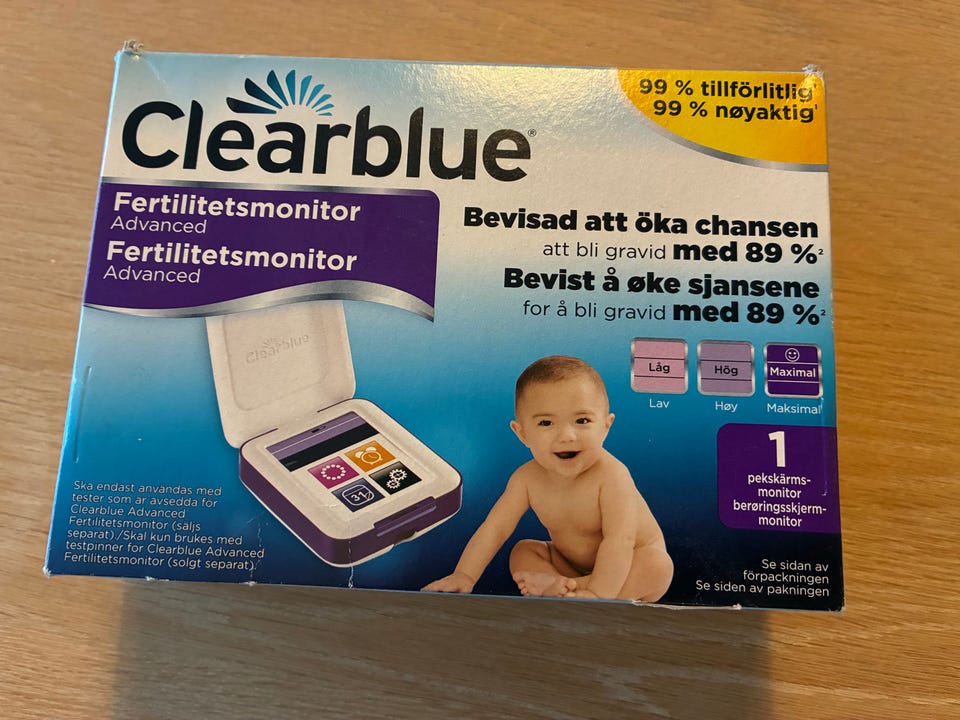 Clearblue®
99 % tillförlitlig¹
99 % nøyaktig¹
Fertilitetsmonitor
Advanced
Fertilitetsmonitor
Advanced
Bevisad att öka chansen
att bli gravid med 89 %²
Bevist å øke sjansene
for å bli gravid med 89 %²
Clearblue
31
Låg
Hög
Maximal
Lav
Høy
Maksimal
1
pekskärms-
monitor
berøringsskjerm-
monitor
Ska endast användas med
tester som är avsedda för
Clearblue Advanced
Fertilitetsmonitor (säljs
separat)./Skal kun brukes med
testpinner for Clearblue Advanced
Fertilitetsmonitor (solgt separat).
Se sidan av
förpackningen
Se siden av pakningen